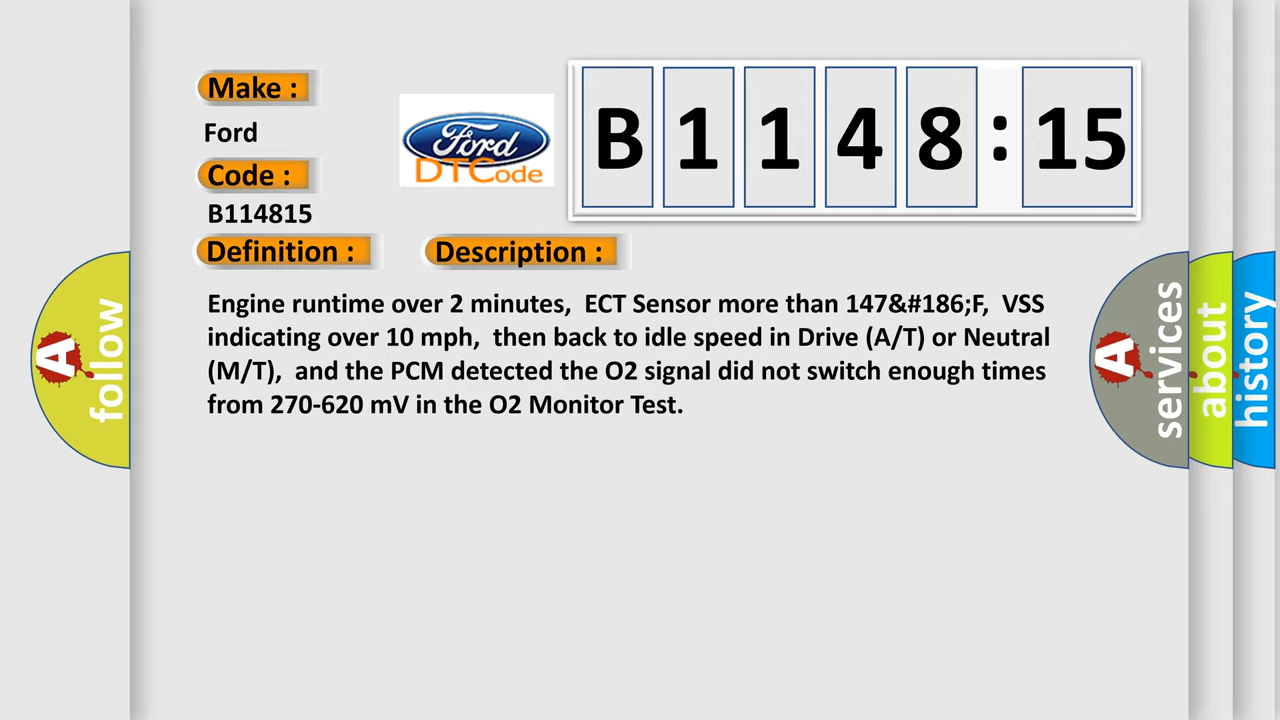 Make :
Ford
Code :
B114815
Ford
DTCode
B 1 1 4 8 : 15
Definition :
Description :
Engine runtime over 2 minutes, ECT Sensor more than 147&#186;F, VSS
indicating over 10 mph, then back to idle speed in Drive (A/T) or Neutral
(M/T), and the PCM detected the O2 signal did not switch enough times
from 270-620 mV in the O2 Monitor Test.
A
follow
A
services
about
history